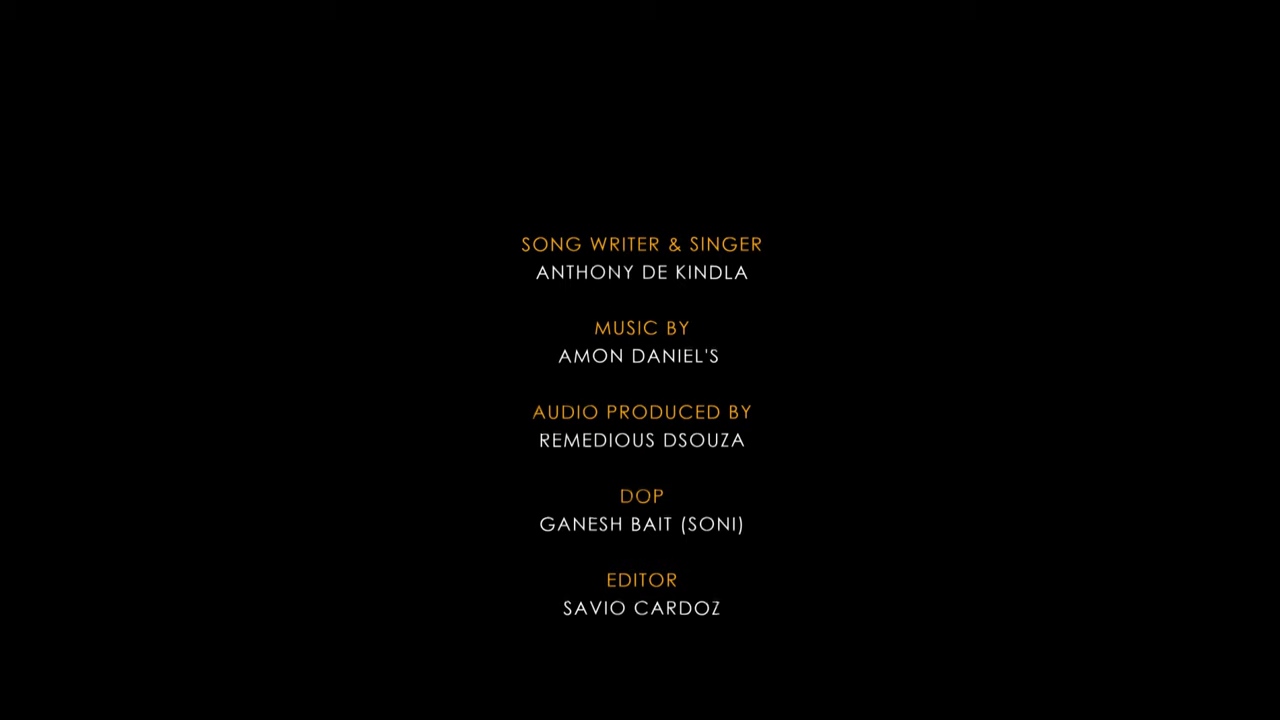 SONG WRITER & SINGER
ANTHONY DE KINDLA
MUSIC BY
AMON DANIEL'S
AUDIO PRODUCED BY
REMEDIOUS DSOUZA
DOP
GANESH BAIT (SONI)
EDITOR
SAVIO CARDOZ